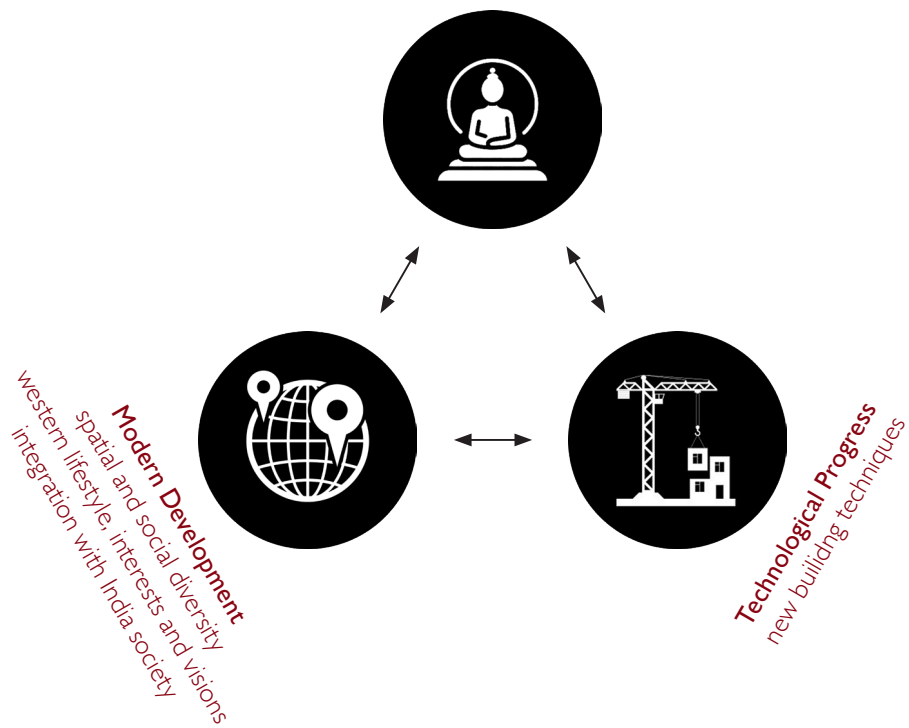 Modern Development
spatial and social diversity
western lifestyle, interests and visions
integration with India society
Technological Progress
new builidng techniques